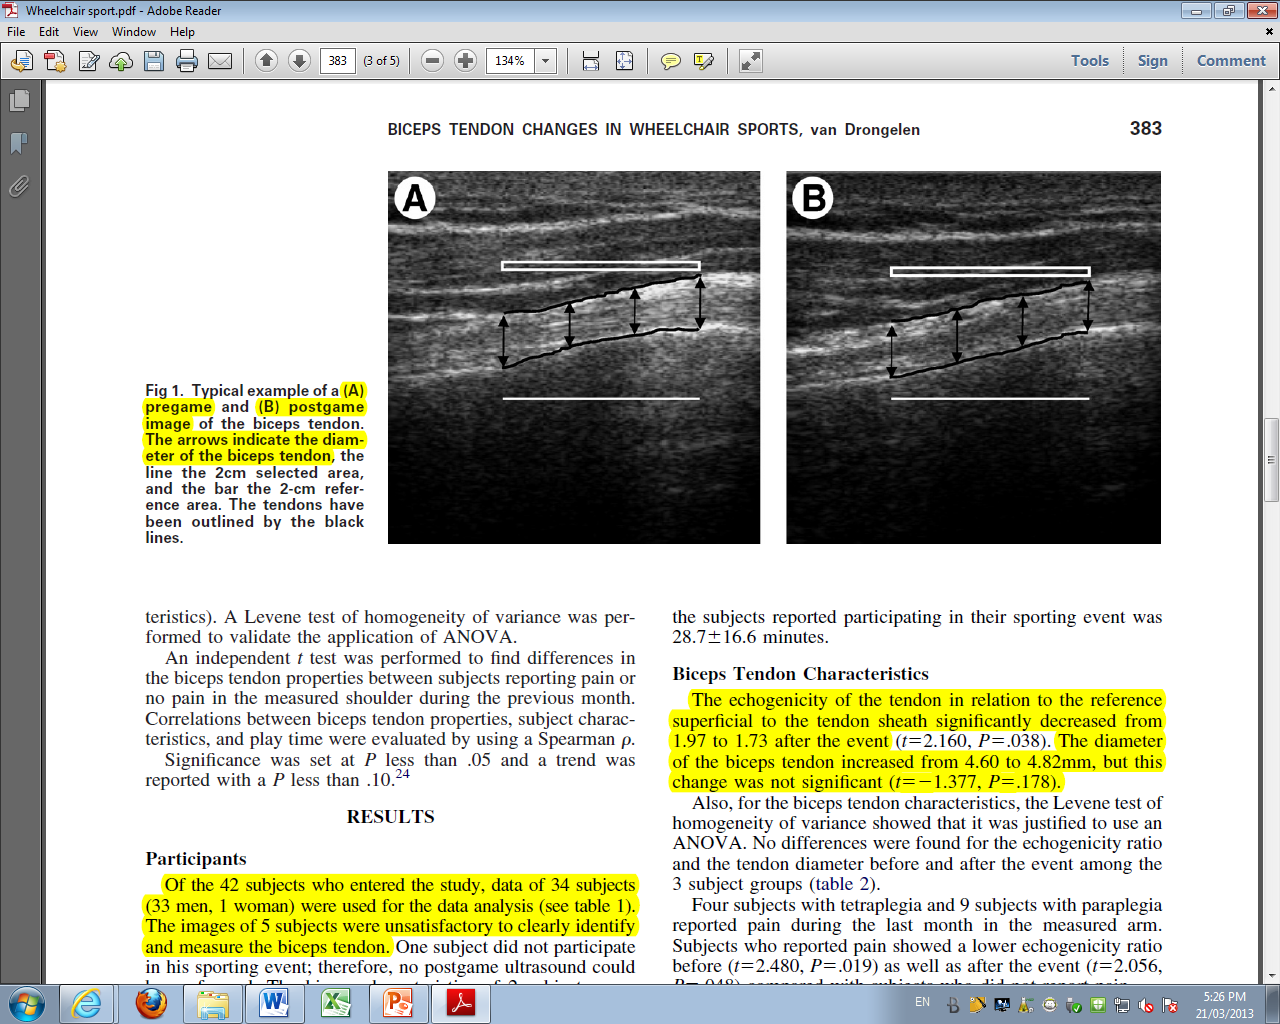 Wheelchair sport.pdf - Adobe Reader
File Edit View Window Help
383 (3 of 5) 134% Tools Sign Comment
BICEPS TENDON CHANGES IN WHEELCHAIR SPORTS, van Drongelen 383
A B
Fig 1. Typical example of a (A)
pregame and (B) postgame
image of the biceps tendon.
The arrows indicate the diam-
eter of the biceps tendon, the
line the 2cm selected area,
and the bar the 2-cm refer-
ence area. The tendons have
been outlined by the black
lines.
teristics). A Levene test of homogeneity of variance was per-
formed to validate the application of ANOVA.
An independent t test was performed to find differences in
the biceps tendon properties between subjects reporting pain or
no pain in the measured shoulder during the previous month.
Correlations between biceps tendon properties, subject charac-
teristics, and play time were evaluated by using a Spearman ρ.
Significance was set at P less than .05 and a trend was
reported with a P less than .10.24
RESULTS
Participants
Of the 42 subjects who entered the study, data of 34 subjects
(33 men, 1 woman) were used for the data analysis (see table 1).
The images of 5 subjects were unsatisfactory to clearly identify
and measure the biceps tendon. One subject did not participate
in his sporting event; therefore, no postgame ultrasound could
the subjects reported participating in their sporting event was
28.7±16.6 minutes.
Biceps Tendon Characteristics
The echogenicity of the tendon in relation to the reference
superficial to the tendon sheath significantly decreased from
1.97 to 1.73 after the event (t=2.160, P=.038). The diameter
of the biceps tendon increased from 4.60 to 4.82mm, but this
change was not significant (t=−1.377, P=.178).
Also, for the biceps tendon characteristics, the Levene test of
homogeneity of variance showed that it was justified to use an
ANOVA. No differences were found for the echogenicity ratio
and the tendon diameter before and after the event among the
3 subject groups (table 2).
Four subjects with tetraplegia and 9 subjects with paraplegia
reported pain during the last month in the measured arm.
Subjects who reported pain showed a lower echogenicity ratio
before (t=2.480, P=.019) as well as after the event (t=2.056,
EN 5:26 PM
21/03/2013